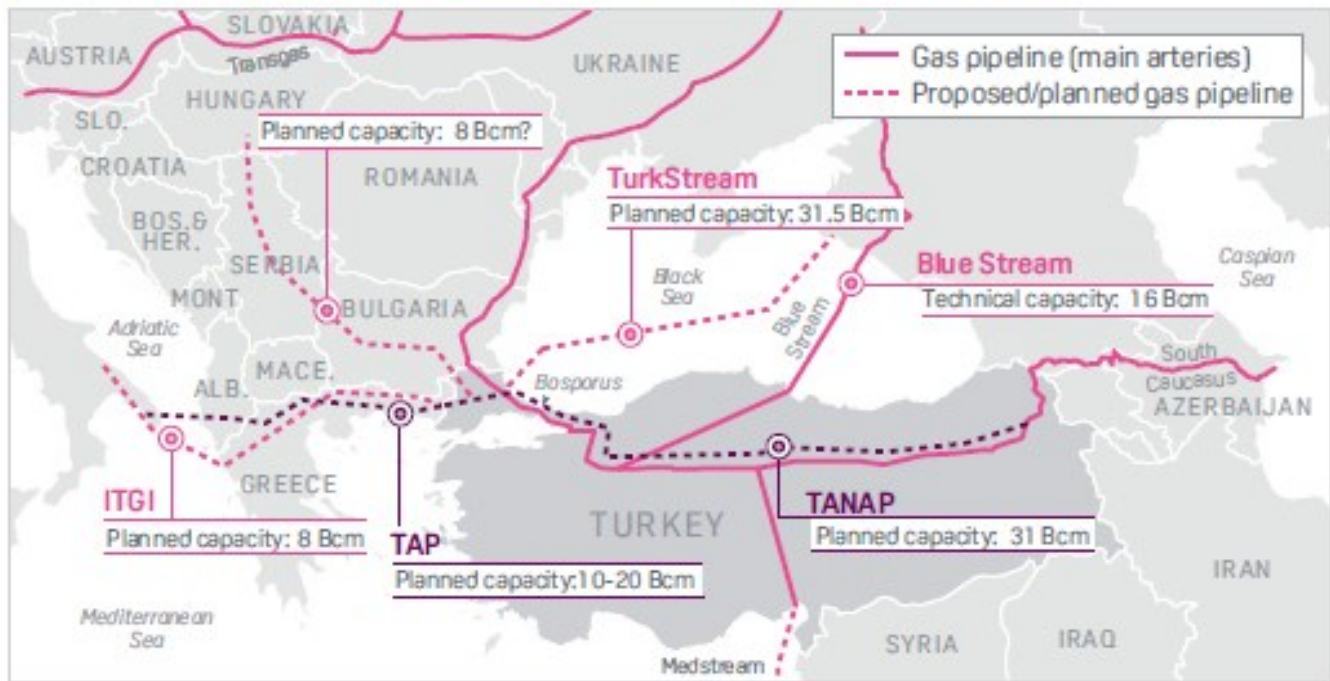 SLOVAKIA
AUSTRIA
Transgas
UKRAINE
Gas pipeline (main arteries)
Proposed/planned gas pipeline
HUNGARY
SLO.
Planned capacity: 8 Bcm?
CROATIA
ROMANIA
TurkStream
Planned capacity: 31.5 Bcm
BOS.&
HER.
SERBIA
Black
Sea
Blue Stream
Technical capacity: 16 Bcm
Caspian
Sea
MONT
BULGARIA
Blue
Stream
Adriatic
Sea
MACE.
ALB.
Bosporus
South
Caucasus
AZERBAIJAN
ITGI
Planned capacity: 8 Bcm
GREECE
TAP
Planned capacity:10-20 Bcm
TURKEY
TANAP
Planned capacity: 31 Bcm
IRAN
Mediterranean
Sea
Medstream
SYRIA
IRAQ